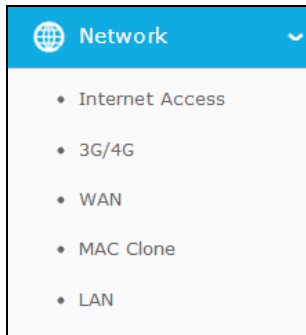 Network
Internet Access
3G/4G
WAN
MAC Clone
LAN